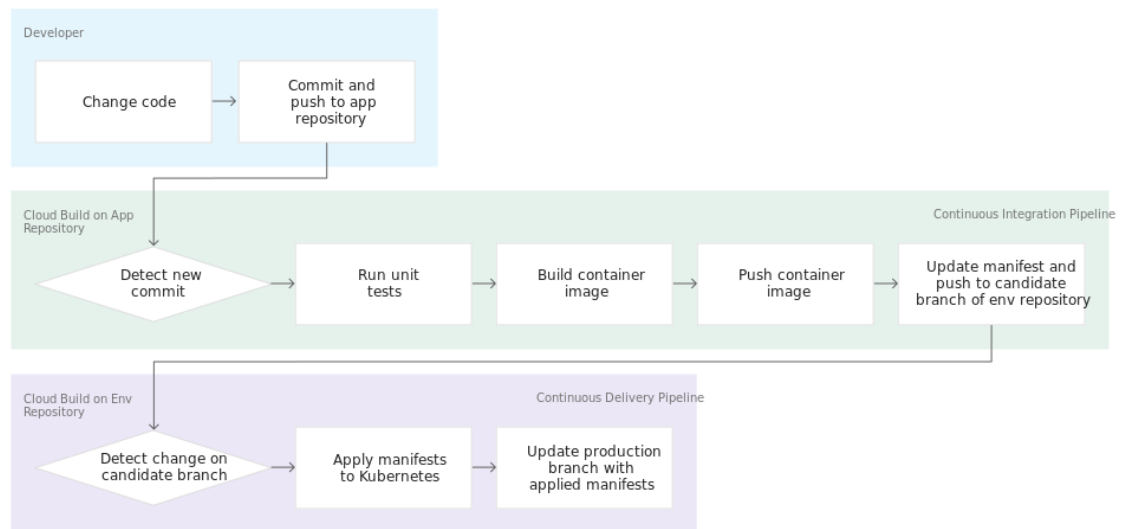 Developer
Change code
Commit and
push to app
repository
Cloud Build on App
Repository
Continuous Integration Pipeline
Detect new
commit
Run unit
tests
Build container
image
Push container
image
Update manifest and
push to candidate
branch of env repository
Cloud Build on Env
Repository
Continuous Delivery Pipeline
Detect change on
candidate branch
Apply manifests
to Kubernetes
Update production
branch with
applied manifests